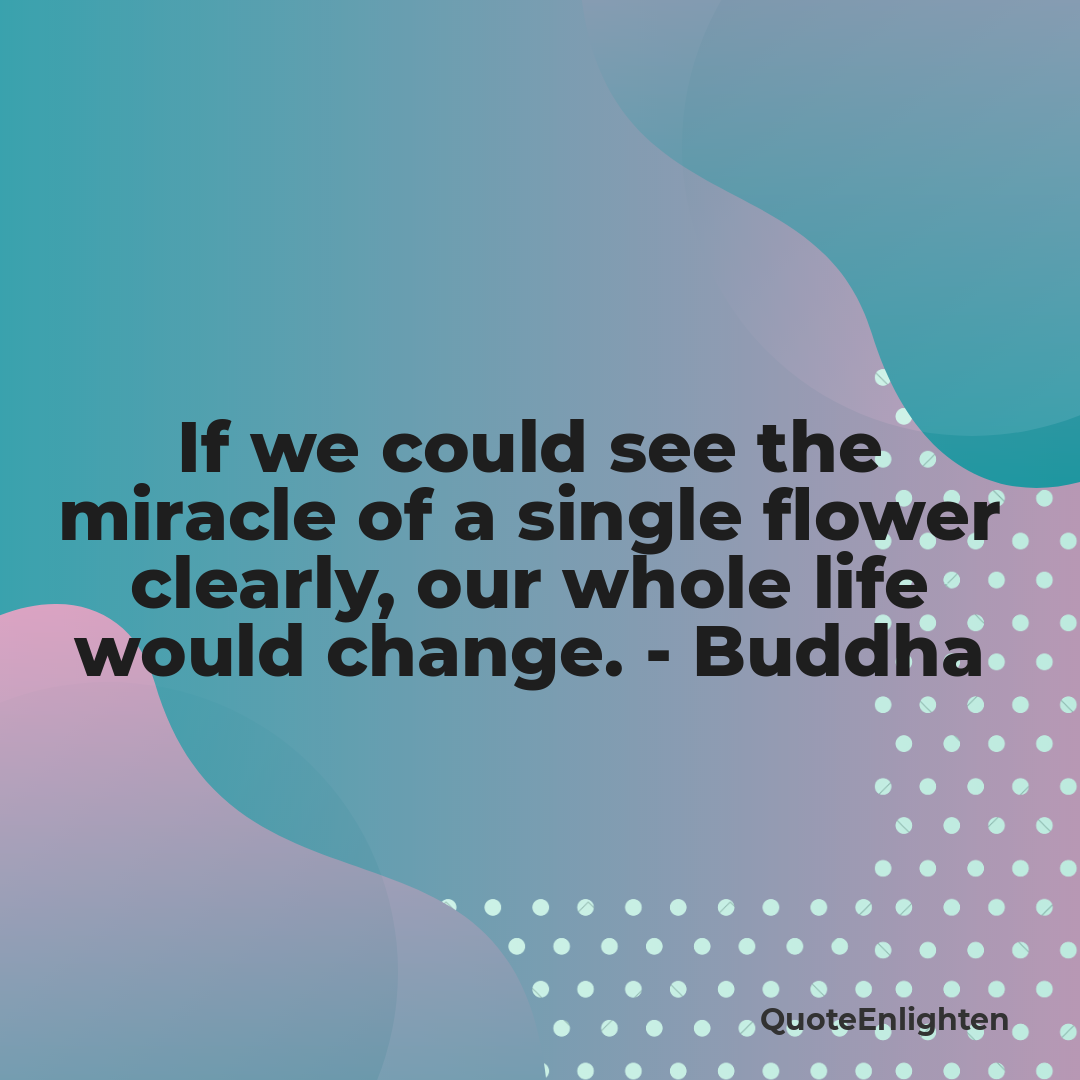 If we could see the
miracle of a single flower
clearly, our whole life
would change. - Buddha
QuoteEnlighten